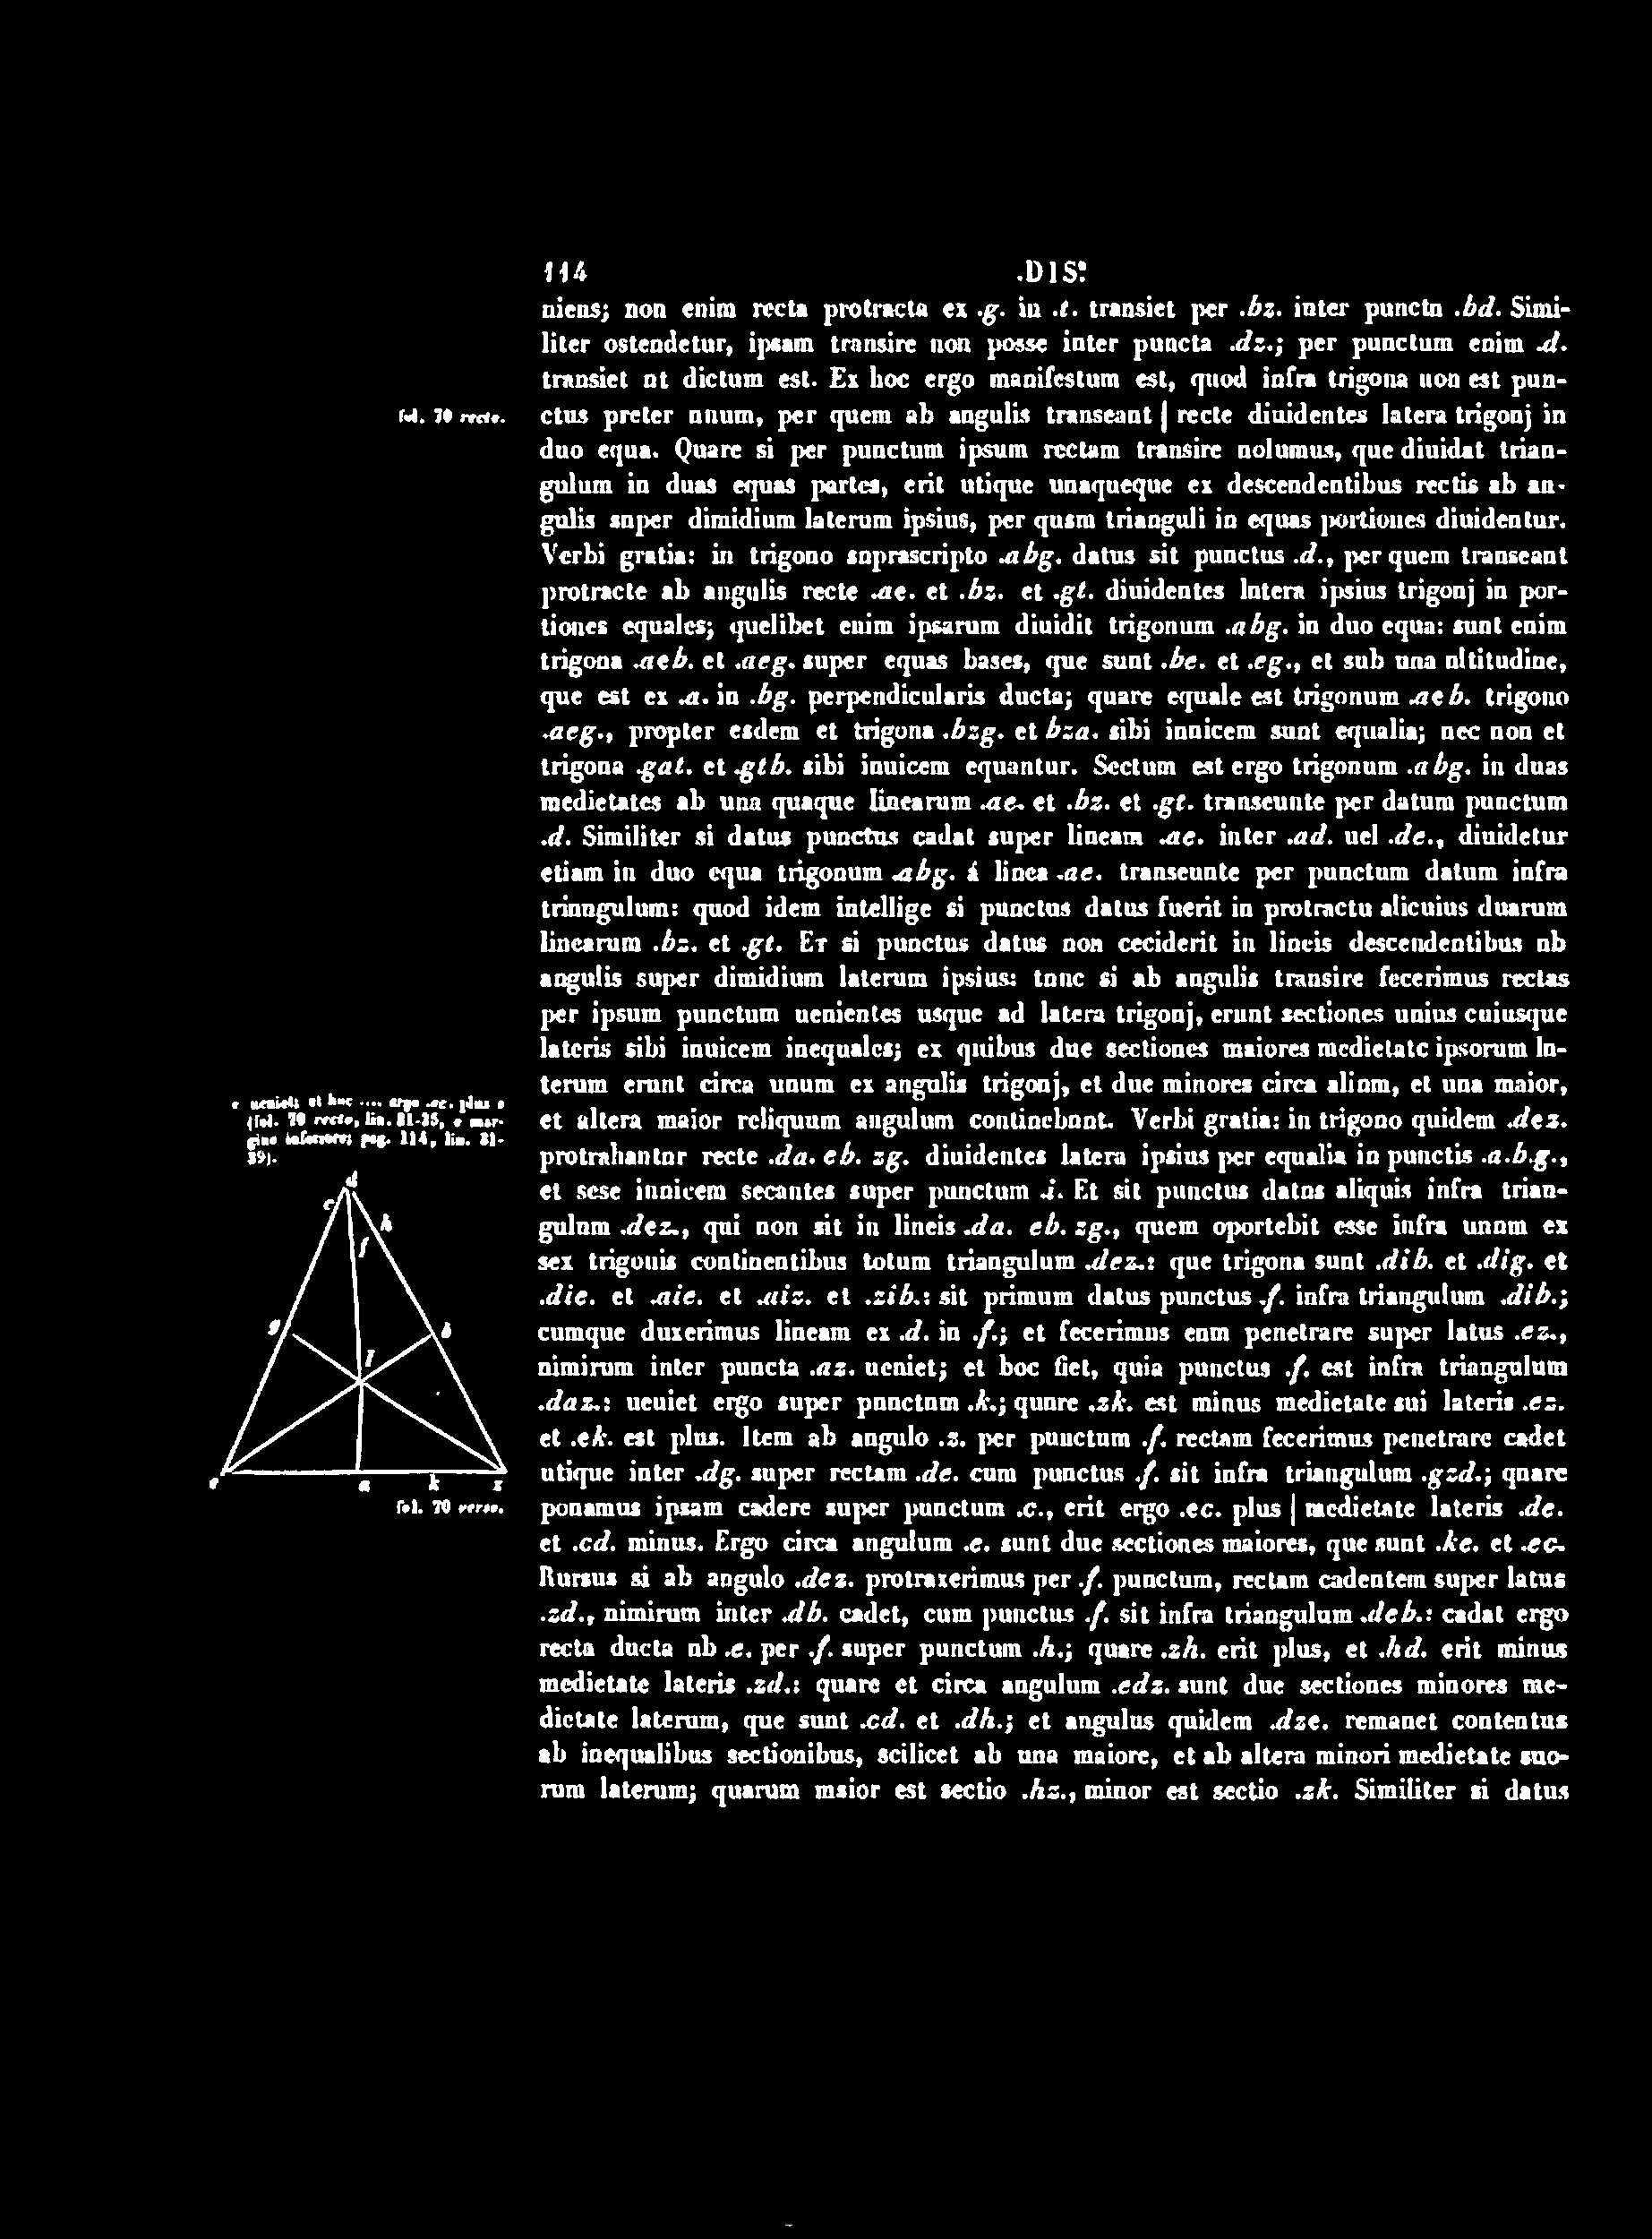 114 .DIS:
niens; non enim recta protracta ex .g. in .t. transiet per .bz. inter puncta .bd. Simi-
liter ostendetur, ipsam transire non posse inter puncta .dz.; per punctum enim .d.
transiet ut dictum est. Ex hoc ergo manifestum est, quod infra trigona non est pun-
fol. 70 recto.
ctus preter unum, per quem ab angulis transeant | recte diuidentes latera trigonj in
duo equa. Quare si per punctum ipsum rectam transire uolumus, que diuidat trian-
gulum in duas equas partes, erit utique unaqueque ex descendentibus rectis ab an-
gulis super dimidium laterum ipsius, per quam trianguli in equas portiones diuidentur.
Verbi gratia: in trigono suprascripto .abg. datus sit punctus .d., per quem transeant
protracte ab angulis recte .ae. et .bz. et .gt. diuidentes latera ipsius trigonj in por-
tiones equales; quelibet enim ipsarum diuidit trigonum .abg. in duo equa: sunt enim
trigona .aeb. et .aeg. super equas bases, que sunt .be. et .eg., et sub una altitudine,
que est ex .a. in .bg. perpendicularis ducta; quare equale est trigonum .aeb. trigono
.aeg., propter eadem et trigona .bzg. et bza. sibi inuicem sunt equalia; nec non et
trigona .gat. et .gtb. sibi inuicem equantur. Sectum est ergo trigonum .abg. in duas
medietates ab una quaque linearum .ae. et .bz. et .gt. transeunte per datum punctum
.d. Similiter si datus punctus cadat super lineam .ae. inter .ad. uel .de., diuidetur
etiam in duo equa trigonum .abg. á linea .ae. transeunte per punctum datum infra
triangulum: quod idem intellige si punctus datus fuerit in protractu alicuius duarum
linearum .bz. et .gt. Et si punctus datus non ceciderit in lineis descendentibus ab
angulis super dimidium laterum ipsius: tunc si ab angulis transire fecerimus rectas
per ipsum punctum uenientes usque ad latera trigonj, erunt sectiones unius cuiusque
lateris sibi inuicem inequales; ex quibus due sectiones maiores medietate ipsorum la-
terum erunt circa unum ex angulis trigonj, et due minores circa alium, et una maior,
et altera maior reliquum angulum continebunt. Verbi gratia: in trigono quidem .dez.
protrahantur recte .da. eb. zg. diuidentes latera ipsius per equalia in punctis .a.b.g.,
et sese inuicem secantes super punctum .i. Et sit punctus datus aliquis infra trian-
gulum .dez., qui non sit in lineis .da. eb. zg., quem oportebit esse infra unum ex
sex trigonis continentibus totum triangulum .dez.: que trigona sunt .dib. et .dig. et
.die. et .aie. et .aiz. et .zib.: sit primum datus punctus .f. infra triangulum .dib.;
cumque duxerimus lineam ex .d. in .f.; et fecerimus eam penetrare super latus .ez.,
nimirum inter puncta .az. ueniet; et hoc fiet, quia punctus .f. est infra triangulum
.daz.: ueniet ergo super punctum .k.; quare .zk. est minus medietate sui lateris .ez.
et .ek. est plus. Item ab angulo .z. per punctum .f. rectam fecerimus penetrare cadet
utique inter .dg. super rectam .de. cum punctus .f. sit infra triangulum .gzd.; quare
ponamus ipsam cadere super punctum .c., erit ergo .ec. plus | medietate lateris .de.
et .cd. minus. Ergo circa angulum .e. sunt due sectiones maiores, que sunt .ke. et .ec.
Rursus si ab angulo .dez. protraxerimus per .f. punctum, rectam cadentem super latus
.zd., nimirum inter .db. cadet, cum punctus .f. sit infra triangulum .deb.: cadat ergo
recta ducta ab .e. per .f. super punctum .h.; quare .zh. erit plus, et .hd. erit minus
medietate lateris .zd.: quare et circa angulum .edz. sunt due sectiones minores me-
dietate laterum, que sunt .cd. et .dh.; et angulus quidem .dze. remanet contentus
ab inequalibus sectionibus, scilicet ab una maiore, et ab altera minori medietate suo-
rum laterum; quarum maior est sectio .hz., minor est sectio .zk. Similiter si datus
« ueniet; et hoc .... ergo .ec. plus »
(fol. 70 recto, lin. 31-35, e mar-
gine inferiore; pag. 114, lin. 31-
39).
d
c
h
f
g
b
I
e a k z
fol. 70 verso.